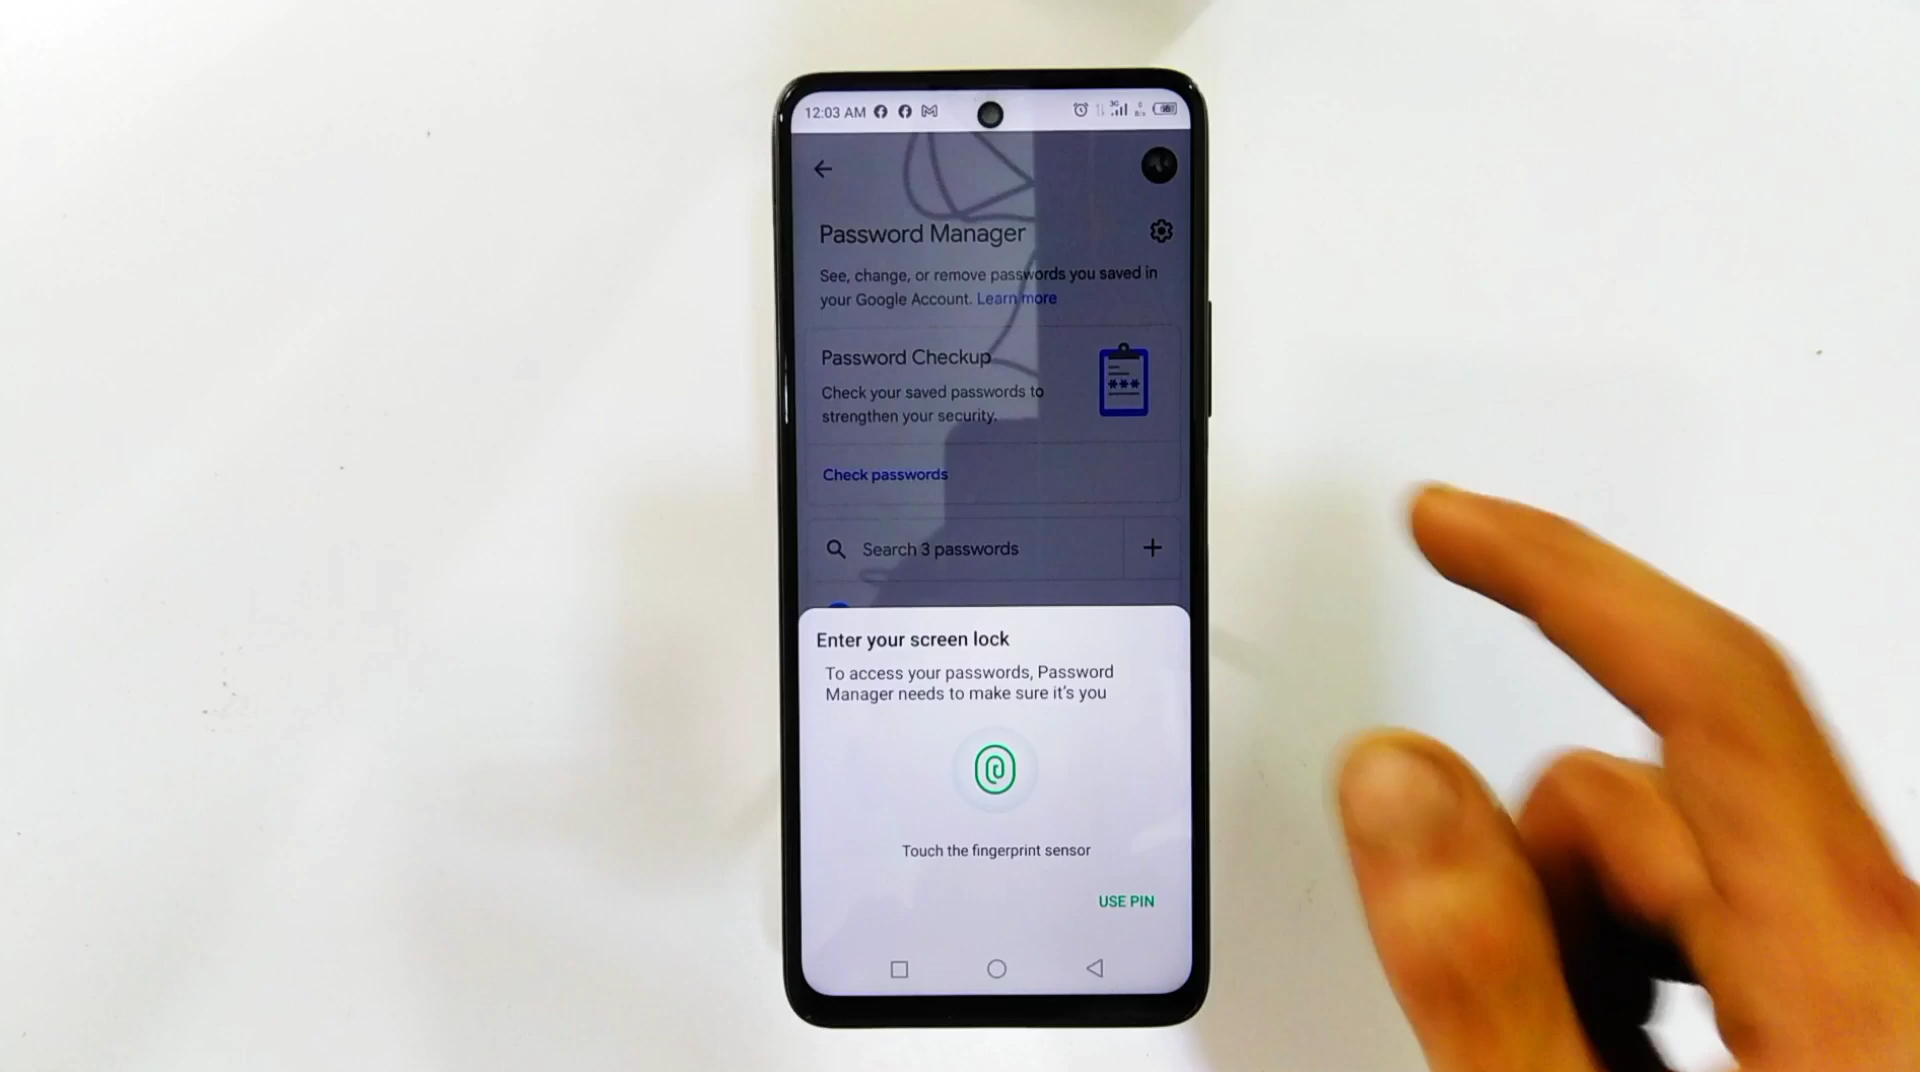 12:03 AM
3G
Password Manager
See, change, or remove passwords you saved in
your Google Account. Learn more
Password Checkup
Check your saved passwords to
strengthen your security.
***
Check passwords
Search 3 passwords
Enter your screen lock
To access your passwords, Password
Manager needs to make sure it's you
Touch the fingerprint sensor
USE PIN